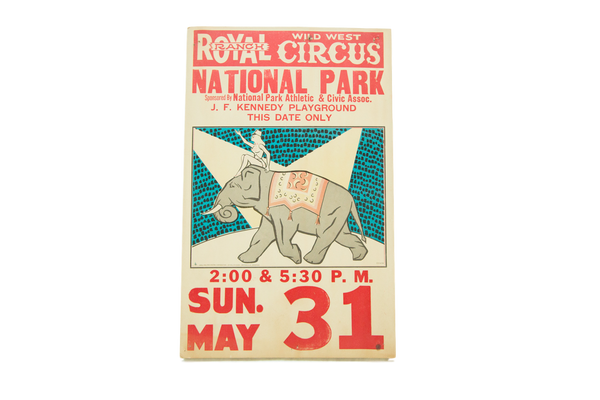 ROYAL RANCH WILD WEST CIRCUS
NATIONAL PARK
Sponsored By National Park Athletic & Civic Assoc.
J. F. KENNEDY PLAYGROUND
THIS DATE ONLY
2:00 & 5:30 P. M.
SUN. MAY 31